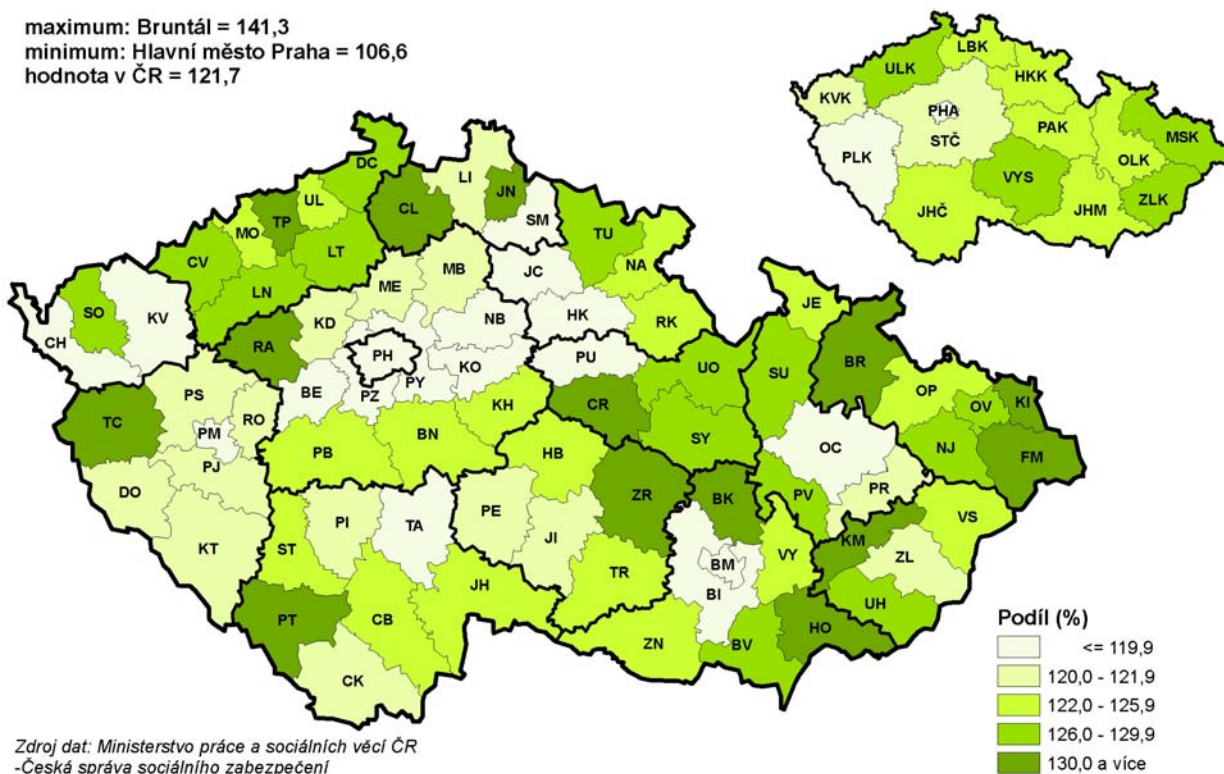 maximum: Bruntál = 141,3
minimum: Hlavní město Praha = 106,6
hodnota v ČR = 121,7
LBK
ULK
HKK
KVK
PHA
STČ
PAK
MSK
PLK
OLK
VYS
ZLK
JHČ
JHM
DC
LI
JN
CL
UL
TP
SM
MO
TU
LT
CV
MB
NA
JC
ME
LN
JE
SO
KV
NB
HK
RK
KD
CH
RA
BR
PH
PU
KO
UO
SU
PY
BE
PZ
OP
PS
KI
OV
KH
CR
TC
RO
PM
BN
SY
OC
NJ
FM
PB
HB
PJ
PR
DO
ZR
BK
PV
VS
PI
TA
PE
KT
ST
JI
KM
VY
ZL
BM
TR
BI
JH
UH
PT
CB
HO
ZN
BV
CK
Podíl (%)
<= 119,9
120,0 - 121,9
122,0 - 125,9
126,0 - 129,9
130,0 a více
Zdroj dat: Ministerstvo práce a sociálních věcí ČR
-Česká správa sociálního zabezpečení